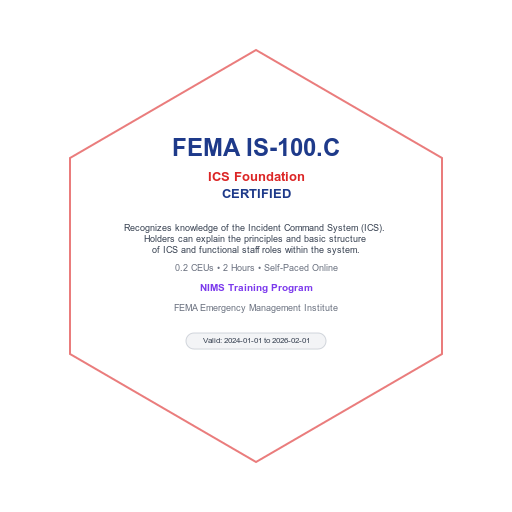 FEMA IS-100.C
ICS Foundation
CERTIFIED
Recognizes knowledge of the Incident Command System (ICS).
Holders can explain the principles and basic structure
of ICS and functional staff roles within the system.
0.2 CEUs • 2 Hours • Self-Paced Online
NIMS Training Program
FEMA Emergency Management Institute
Valid: 2024-01-01 to 2026-02-01